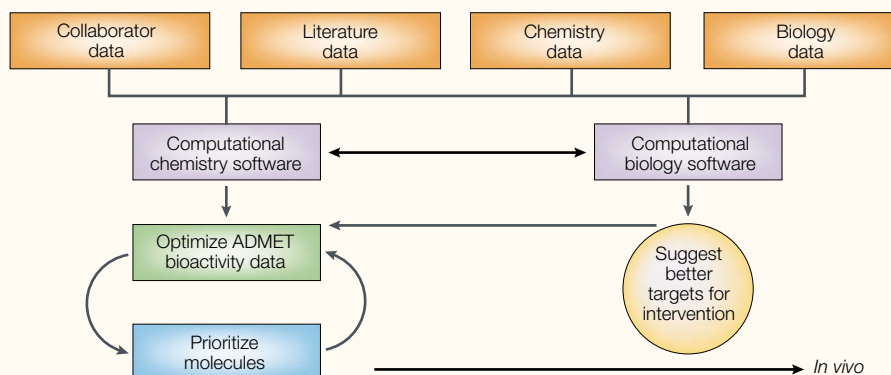 Collaborator
data
Literature
data
Chemistry
data
Biology
data
Computational
chemistry software
Computational
biology software
Optimize ADMET
bioactivity data
Suggest
better
targets for
intervention
Prioritize
molecules
In vivo